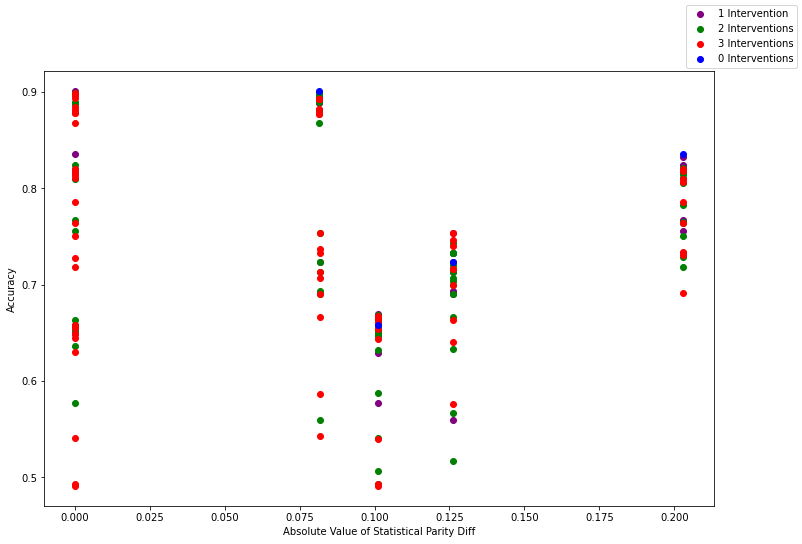 1 Intervention
2 Interventions
3 Interventions
0 Interventions
0.9
0.8
0.7
0.6
0.5
Accuracy
0.000 0.025 0.050 0.075 0.100 0.125 0.150 0.175 0.200
Absolute Value of Statistical Parity Diff